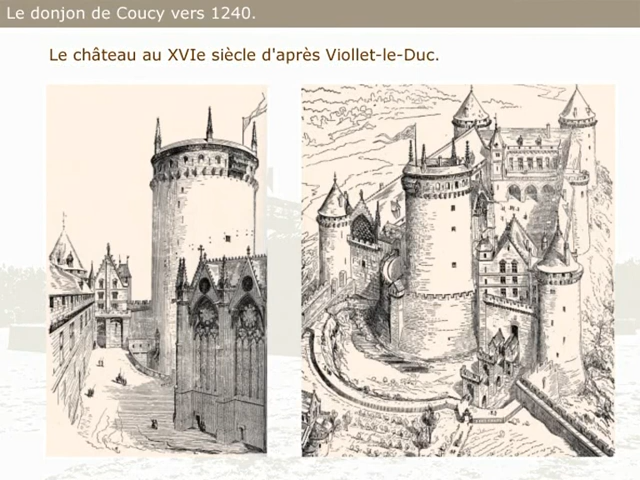 Le donjon de Coucy vers 1240.
Le château au XVIe siècle d'après Viollet-le-Duc.